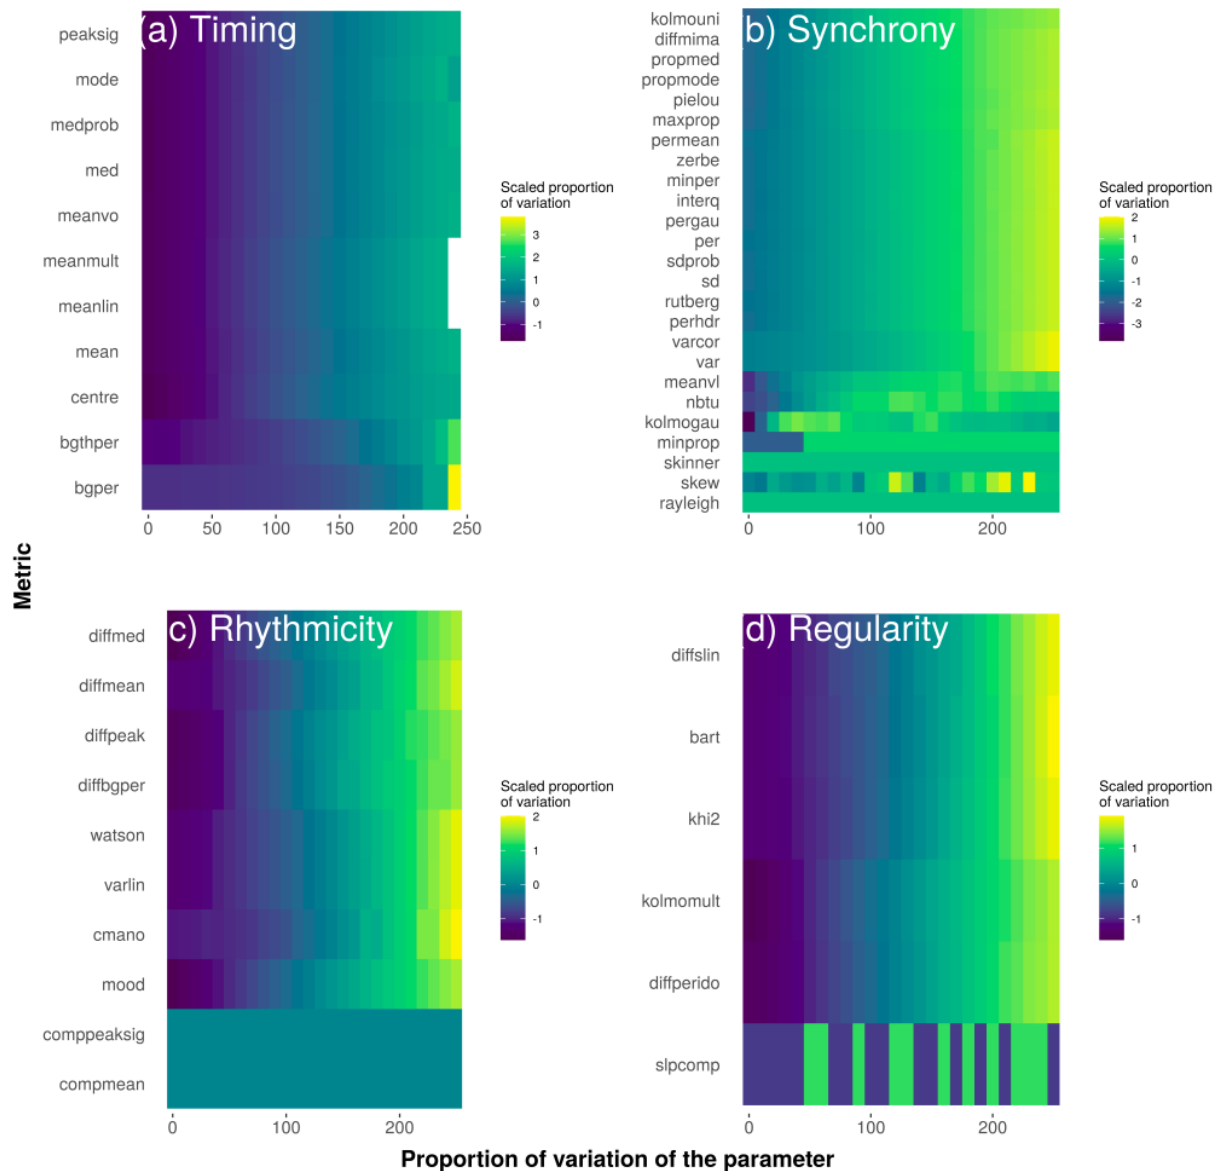 (a) Timing
peaksig
mode
medprob
med
meanvo
meanmult
meanlin
mean
centre
bgthper
bgper
0 50 100 150 200 250
Scaled proportion
of variation
3
2
1
0
-1
b) Synchrony
kolmouni
diffmima
propmed
propmode
pielou
maxprop
permean
zerbe
minper
interq
pergau
per
sdprob
sd
rutberg
perhdr
varcor
var
meanvl
nbtu
kolmogau
minprop
skinner
skew
rayleigh
0 100 200
Scaled proportion
of variation
2
1
0
-1
-2
-3
Metric
c) Rhythmicity
diffmed
diffmean
diffpeak
diffbgper
watson
varlin
cmano
mood
comppeaksig
compmean
0 100 200
Scaled proportion
of variation
2
1
0
-1
d) Regularity
diffslin
bart
khi2
kolmomult
diffperido
slpcomp
0 100 200
Scaled proportion
of variation
1
0
-1
Proportion of variation of the parameter